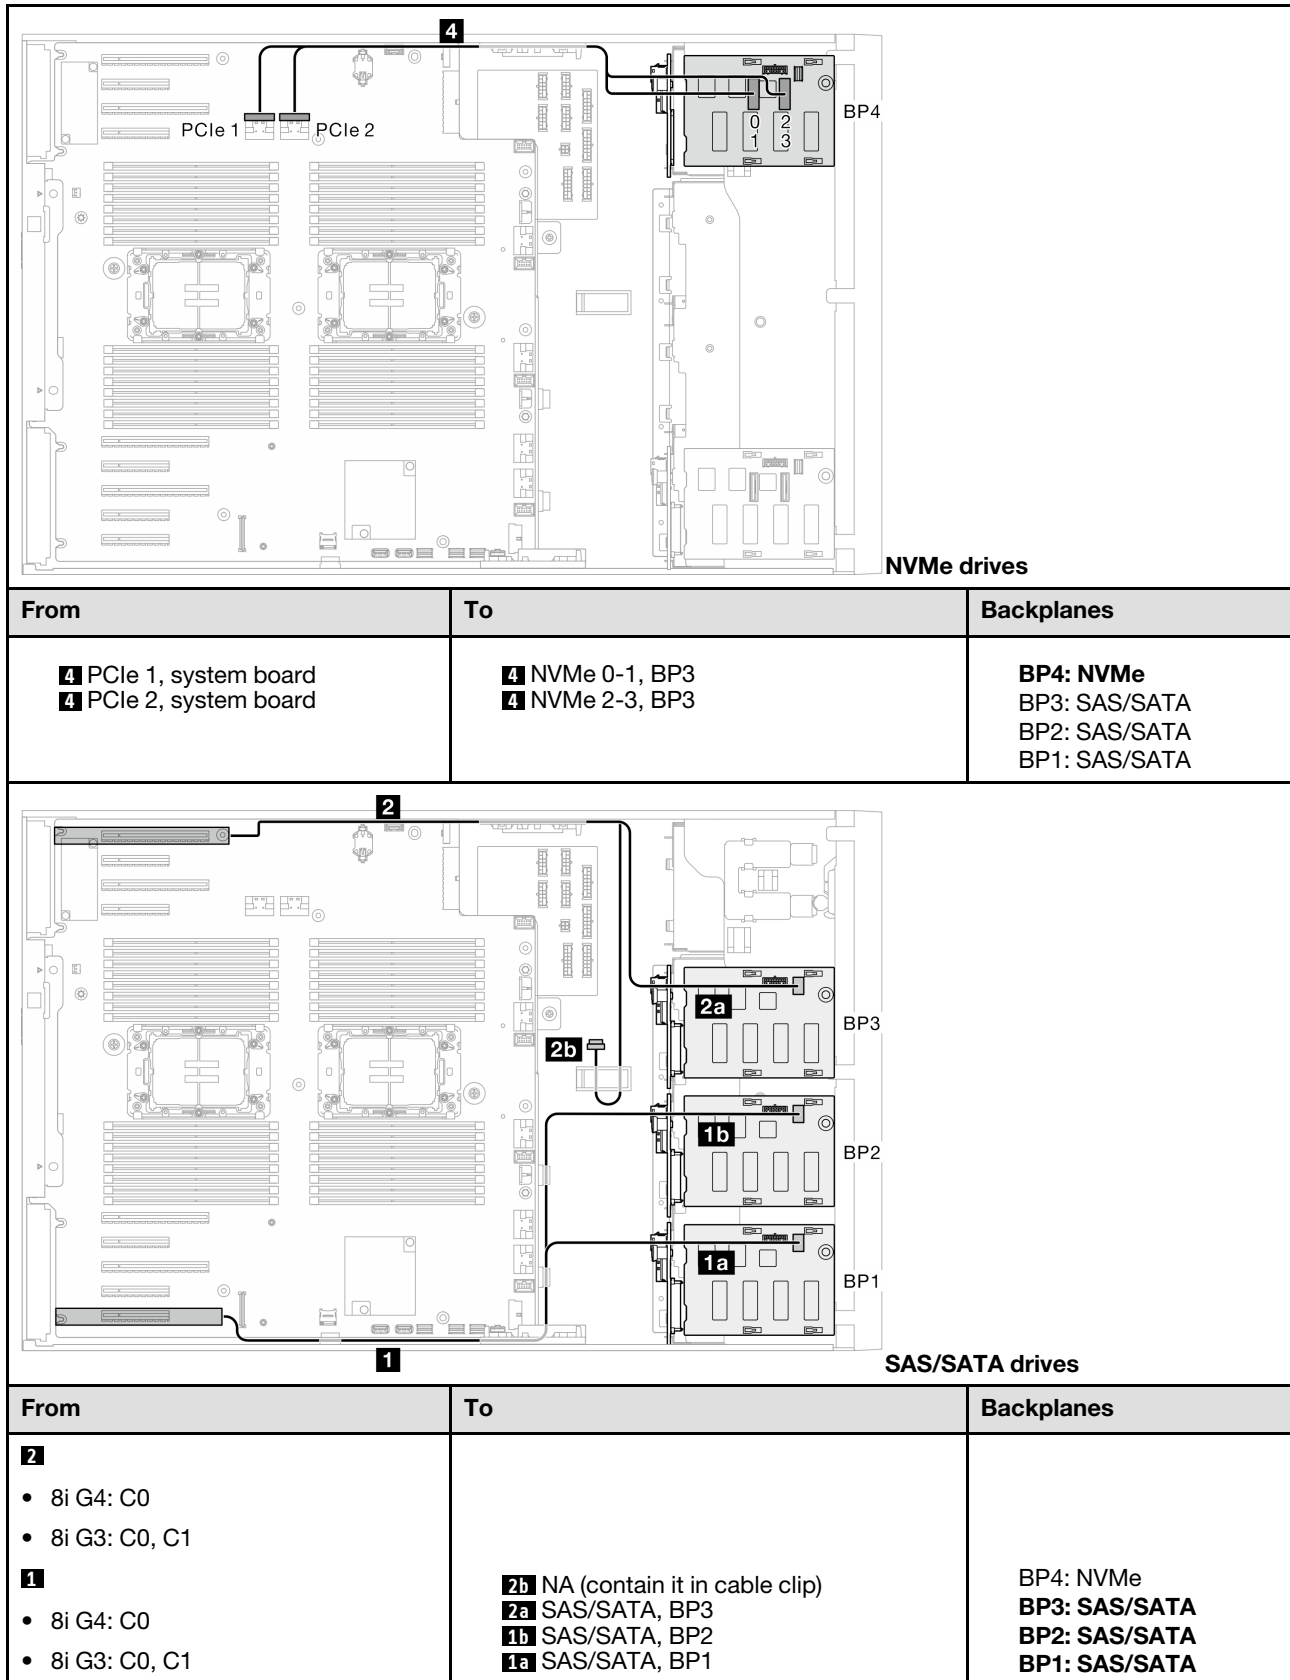 4
PCIe 1
PCIe 2
0 2
1 3
BP4
NVMe drives
From To Backplanes
4 PCIe 1, system board
4 PCIe 2, system board
4 NVMe 0-1, BP3
4 NVMe 2-3, BP3
BP4: NVMe
BP3: SAS/SATA
BP2: SAS/SATA
BP1: SAS/SATA
2
2a
BP3
2b
1b
BP2
1a
BP1
1
SAS/SATA drives
From To Backplanes
2
• 8i G4: C0
• 8i G3: C0, C1
1
• 8i G4: C0
• 8i G3: C0, C1
2b NA (contain it in cable clip)
2a SAS/SATA, BP3
1b SAS/SATA, BP2
1a SAS/SATA, BP1
BP4: NVMe
BP3: SAS/SATA
BP2: SAS/SATA
BP1: SAS/SATA